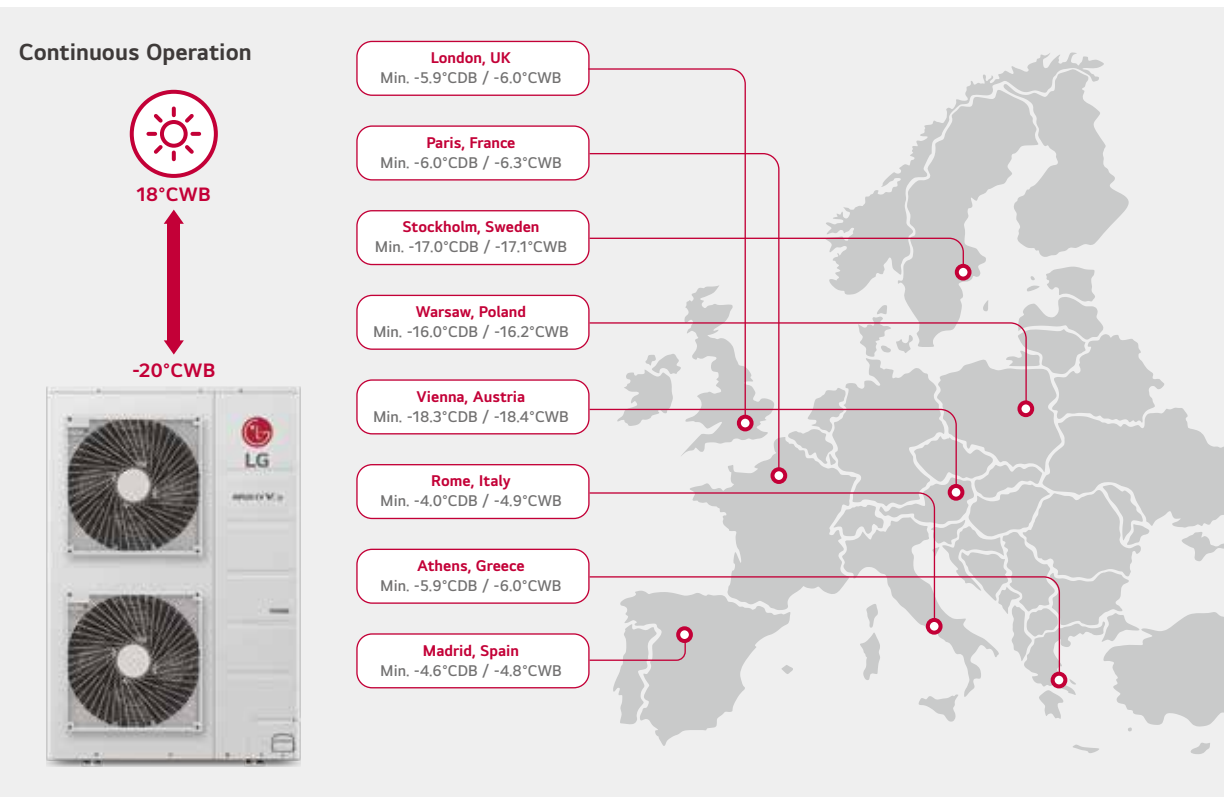 Continuous Operation
18°CWB
-20°CWB
LG
London, UK
Min. -5.9°CDB / -6.0°CWB
Paris, France
Min. -6.0°CDB / -6.3°CWB
Stockholm, Sweden
Min. -17.0°CDB / -17.1°CWB
Warsaw, Poland
Min. -16.0°CDB / -16.2°CWB
Vienna, Austria
Min. -18.3°CDB / -18.4°CWB
Rome, Italy
Min. -4.0°CDB / -4.9°CWB
Athens, Greece
Min. -5.9°CDB / -6.0°CWB
Madrid, Spain
Min. -4.6°CDB / -4.8°CWB